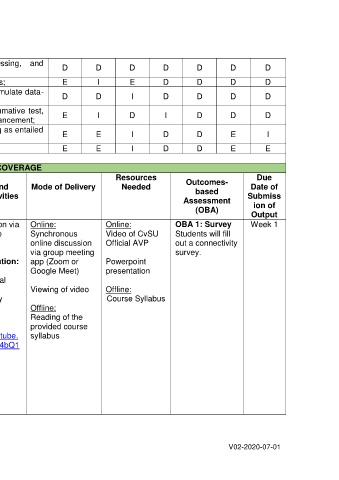 essing, and
D D D D D D D
s;
E I E D D D D
mulate data-
D D I D D D D
mative test,
ancement;
E I D I D D D
g as entailed
E E I D D E I
E E I D D E E
COVERAGE
nd
vities
Mode of Delivery
Resources
Needed
Outcomes-
based
Assessment
(OBA)
Due
Date of
Submiss
ion of
Output
on via
Online:
Synchronous
online discussion
via group meeting
app (Zoom or
Google Meet)
Viewing of video
Offline:
Reading of the
provided course
syllabus
tion:
al
y
tube.
4bQ1
Online:
Video of CvSU
Official AVP
Powerpoint
presentation
Offline:
Course Syllabus
OBA 1: Survey
Students will fill
out a connectivity
survey.
Week 1
V02-2020-07-01